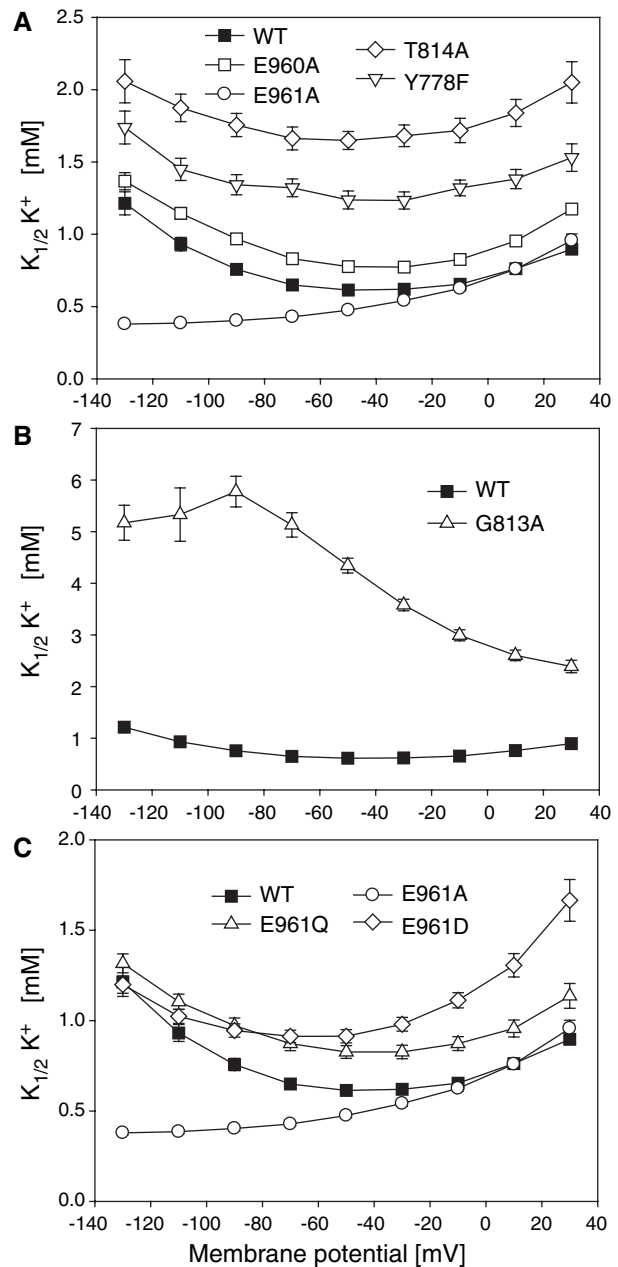 A
2.5
2.0
1.5
1.0
0.5
0.0
K1/2 K+ [mM]
WT
E960A
E961A
T814A
Y778F
-140 -120 -100 -80 -60 -40 -20 0 20 40
B
7
6
5
4
3
2
1
0
K1/2 K+ [mM]
WT
G813A
-140 -120 -100 -80 -60 -40 -20 0 20 40
C
2.0
1.5
1.0
0.5
0.0
K1/2 K+ [mM]
WT
E961Q
E961A
E961D
-140 -120 -100 -80 -60 -40 -20 0 20 40
Membrane potential [mV]